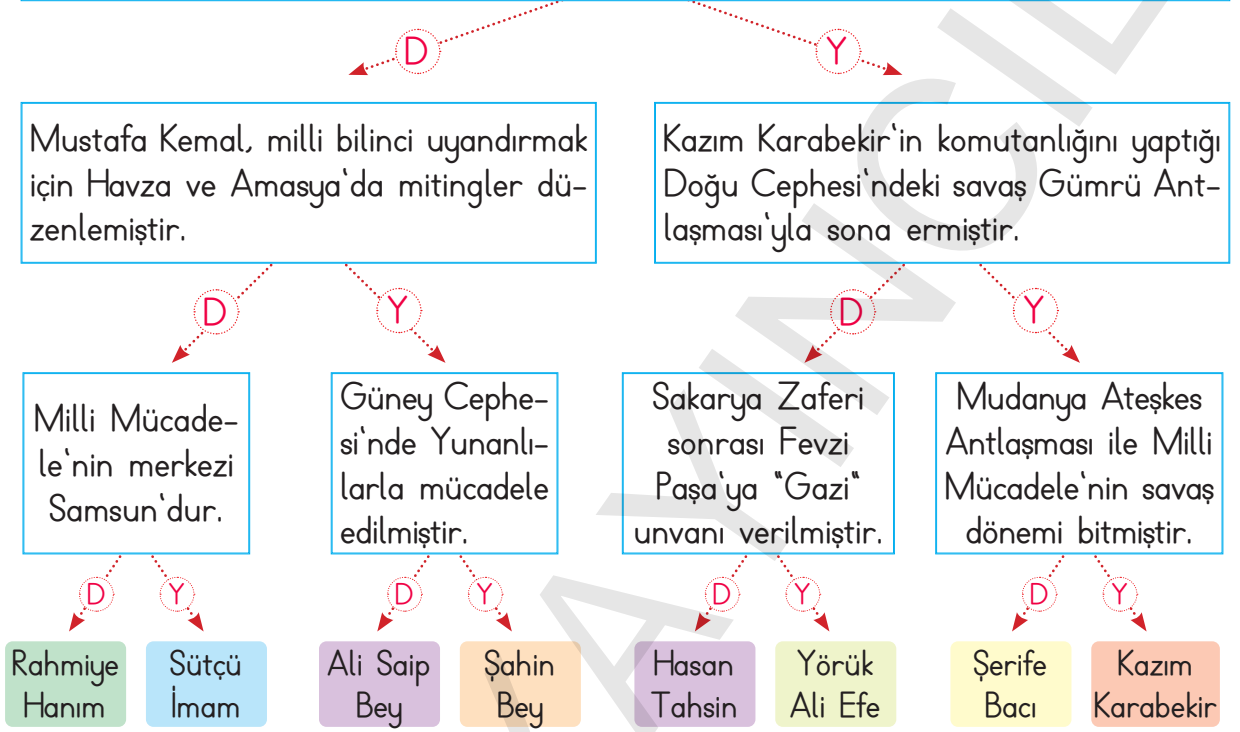 D
Y
Mustafa Kemal, milli bilinci uyandırmak
için Havza ve Amasya‛da mitingler dü-
zenlemiştir.
Kazım Karabekir‛in komutanlığını yaptığı
Doğu Cephesi‛ndeki savaş Gümrü Ant-
laşması‛yla sona ermiştir.
D
Y
D
Y
Milli Mücade-
le‛nin merkezi
Samsun‛dur.
Güney Cephe-
si‛nde Yunanlı-
larla mücadele
edilmiştir.
Sakarya Zaferi
sonrası Fevzi
Paşa‛ya "Gazi"
unvanı verilmiştir.
Mudanya Ateşkes
Antlaşması ile Milli
Mücadele‛nin savaş
dönemi bitmiştir.
D
Y
D
Y
D
Y
D
Y
Rahmiye
Hanım
Sütçü
İmam
Ali Saip
Bey
Şahin
Bey
Hasan
Tahsin
Yörük
Ali Efe
Şerife
Bacı
Kazım
Karabekir
YAYINCIL